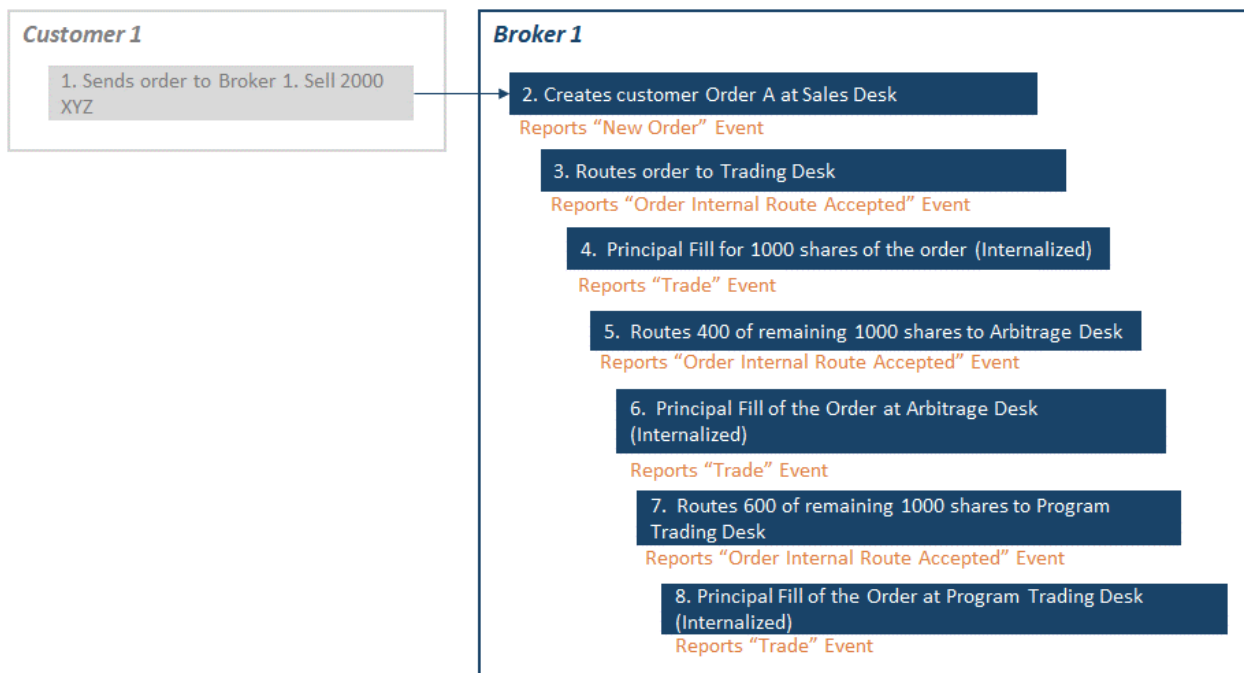 Customer 1
1. Sends order to Broker 1. Sell 2000
XYZ
Broker 1
2. Creates customer Order A at Sales Desk
Reports “New Order” Event
3. Routes order to Trading Desk
Reports “Order Internal Route Accepted” Event
4. Principal Fill for 1000 shares of the order (Internalized)
Reports “Trade” Event
5. Routes 400 of remaining 1000 shares to Arbitrage Desk
Reports “Order Internal Route Accepted” Event
6. Principal Fill of the Order at Arbitrage Desk
(Internalized)
Reports “Trade” Event
7. Routes 600 of remaining 1000 shares to Program
Trading Desk
Reports “Order Internal Route Accepted” Event
8. Principal Fill of the Order at Program Trading Desk
(Internalized)
Reports “Trade” Event